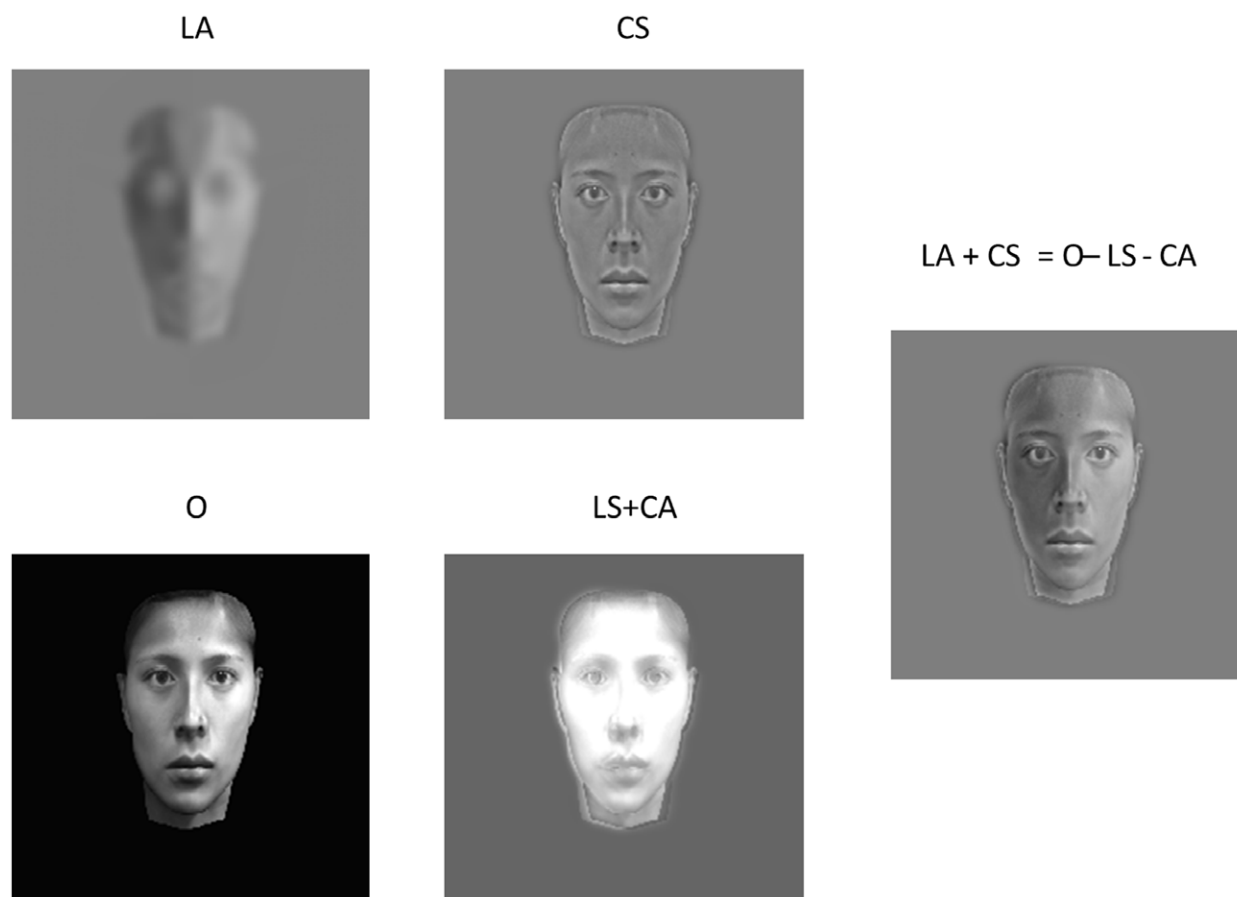 LA
CS
LA + CS = O– LS - CA
O
LS+CA